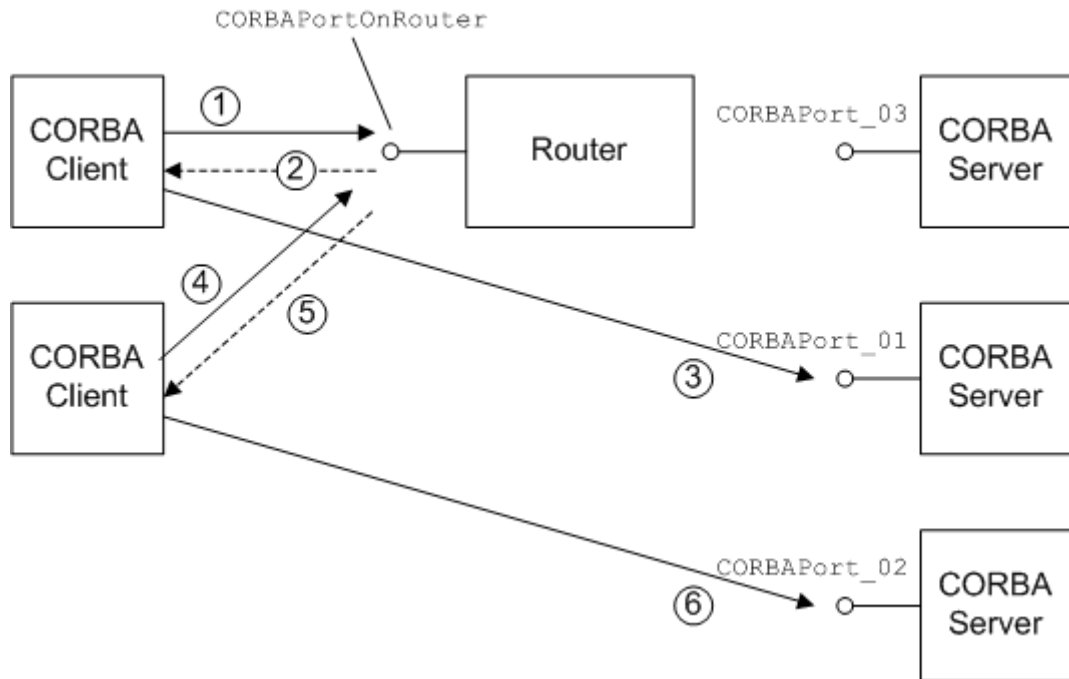 CORBAPortOnRouter
CORBA
Client
1
2
Router
CORBAPort_03
CORBA
Server
CORBA
Client
4
5
CORBAPort_01
3
CORBA
Server
CORBAPort_02
6
CORBA
Server